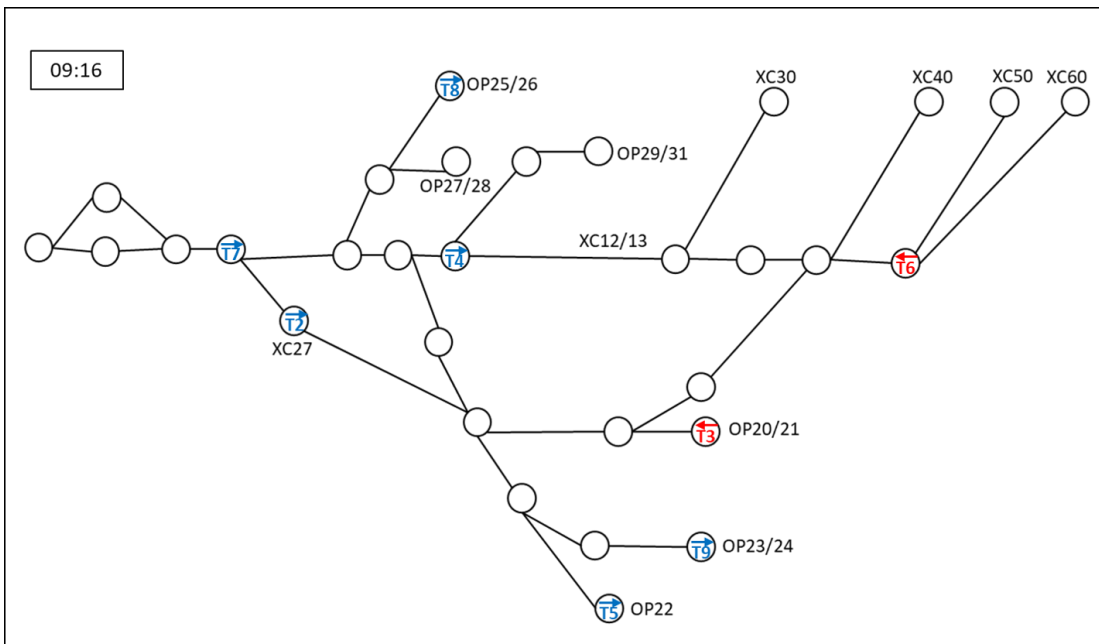 09:16
XC30
XC40
XC50
XC60
T8
OP25/26
OP29/31
OP27/28
T7
T4
XC12/13
T6
T2
XC27
T3
OP20/21
T9
OP23/24
T5
OP22